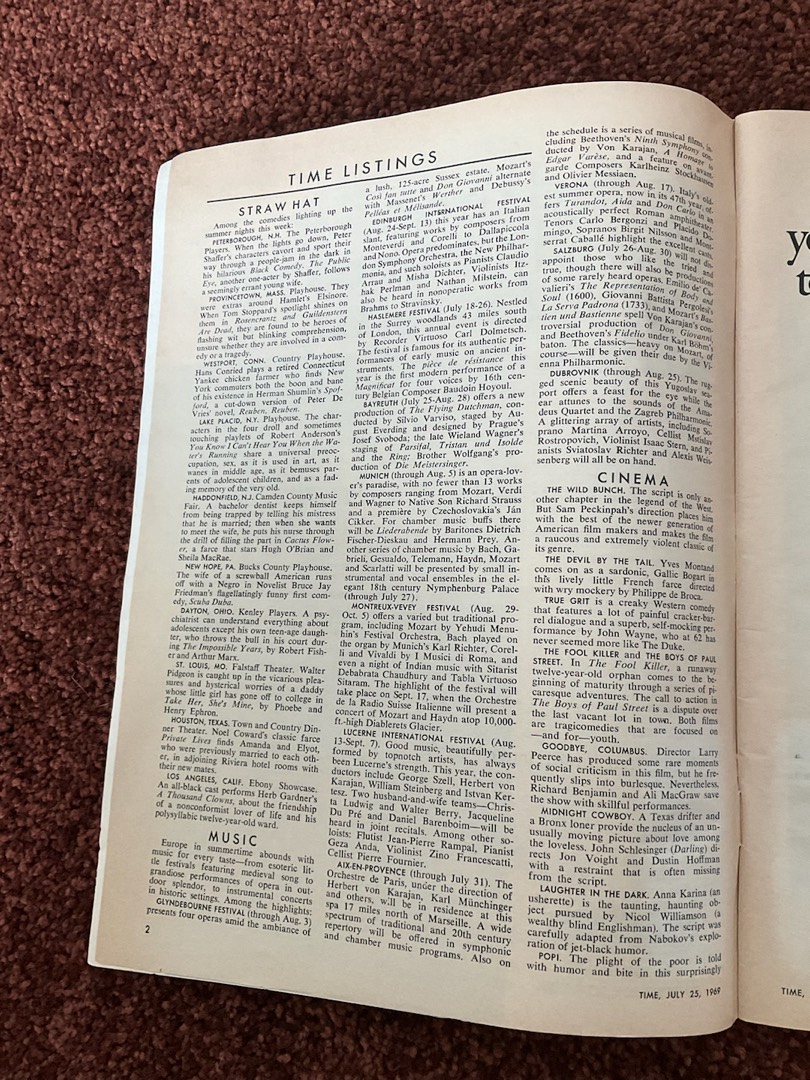 TIME LISTINGS
STRAW HAT
Among the comedies lighting up the
summer nights this week:
PETERBOROUGH, N.H. The Peterborough
Players. When the lights go down, Peter
Shaffer's characters cavort and sport their
way through a people-jam in the dark in
his hilarious Black Comedy. The Public
Eye, another one-acter by Shaffer, follows
a seemingly errant young wife.
PROVINCETOWN, MASS. Playhouse. They
were extras around Hamlet's Elsinore.
When Tom Stoppard's spotlight shines on
them in Rosencrantz and Guildenstern
Are Dead, they are found to be heroes of
flashing wit but blinking comprehension,
unsure whether they are involved in a com-
edy or a tragedy.
WESTPORT, CONN. Country Playhouse.
Hans Conried plays a retired Connecticut
Yankee chicken farmer who finds New
York commuters both the boon and bane
of his existence in Herman Shumlin's Spof-
ford, a cut-down version of Peter De
Vries' novel, Reuben, Reuben.
LAKE PLACID, N.Y. Playhouse. The char-
acters in the four droll and sometimes
touching playlets of Robert Anderson's
You Know I Can't Hear You When the Wa-
ter's Running share a universal preoc-
cupation, sex, as it is used in art, as it
wanes in middle age, as it bemuses par-
ents of adolescent children, and as a fad-
ing memory of the very old.
HADDONFIELD, N.J. Camden County Music
Fair. A bachelor dentist keeps himself
from being trapped by telling his mistress
that he is married; then when she wants
to meet the wife, he puts his nurse through
the drill of filling the part in Cactus Flow-
er, a farce that stars Hugh O'Brian and
Sheila MacRae.
NEW HOPE, PA. Bucks County Playhouse.
The wife of a screwball American runs
off with a Negro in Novelist Bruce Jay
Friedman's flagellatingly funny first com-
edy, Scuba Duba.
DAYTON, OHIO. Kenley Players. A psy-
chiatrist can understand everything about
adolescents except his own teen-age daugh-
ter, who throws the bull in his court dur-
ing The Impossible Years, by Robert Fish-
er and Arthur Marx.
ST. LOUIS, MO. Falstaff Theater. Walter
Pidgeon is caught up in the vicarious plea-
sures and hysterical worries of a daddy
whose little girl has gone off to college in
Take Her, She's Mine, by Phoebe and
Henry Ephron.
HOUSTON, TEXAS. Town and Country Din-
ner Theater. Noel Coward's classic farce
Private Lives finds Amanda and Elyot,
who were previously married to each oth-
er, in adjoining Riviera hotel rooms with
their new mates.
LOS ANGELES, CALIF. Ebony Showcase.
An all-black cast performs Herb Gardner's
A Thousand Clowns, about the friendship
of a nonconformist lover of life and his
polysyllabic twelve-year-old ward.
MUSIC
Europe in summertime abounds with
music for every taste—from esoteric lit-
tle festivals featuring medieval song to
grandiose performances of opera in out-
door splendor, to instrumental concerts
in historic settings. Among the highlights:
GLYNDEBOURNE FESTIVAL (through Aug. 3)
presents four operas amid the ambiance of
2
a lush, 125-acre Sussex estate. Mozart's
Così fan tutte and Don Giovanni alternate
with Massenet's Werther and Debussy's
Pelléas et Mélisande.
EDINBURGH INTERNATIONAL FESTIVAL
(Aug. 24-Sept. 13) this year has an Italian
slant, featuring works by composers from
Monteverdi and Corelli to Dallapiccola
and Nono. Opera predominates, but the Lon-
don Symphony Orchestra, the New Philhar-
monia, and such soloists as Pianists Claudio
Arrau and Misha Dichter, Violinists Itz-
hak Perlman and Nathan Milstein, can
also be heard in nonoperatic works from
Brahms to Stravinsky.
HASLEMERE FESTIVAL (July 18-26). Nestled
in the Surrey woodlands 43 miles south
of London, this annual event is directed
by Recorder Virtuoso Carl Dolmetsch.
The festival is famous for its authentic per-
formances of early music on ancient in-
struments. The pièce de résistance this
year is the first modern performance of a
Magnificat for four voices by 16th cen-
tury Belgian Composer Baudoin Hoyoul.
BAYREUTH (July 25-Aug. 28) offers a new
production of The Flying Dutchman, con-
ducted by Silvio Varviso, staged by Au-
gust Everding and designed by Prague's
Josef Svoboda; the late Wieland Wagner's
staging of Parsifal, Tristan und Isolde
and the Ring; Brother Wolfgang's pro-
duction of Die Meistersinger.
MUNICH (through Aug. 5) is an opera-lov-
er's paradise, with no fewer than 13 works
by composers ranging from Mozart, Verdi
and Wagner to Native Son Richard Strauss
and a première by Czechoslovakia's Ján
Cikker. For chamber music buffs there
will be Liederabende by Baritones Dietrich
Fischer-Dieskau and Hermann Prey. An-
other series of chamber music by Bach, Ga-
brieli, Gesualdo, Telemann, Haydn, Mozart
and Scarlatti will be presented by small in-
strumental and vocal ensembles in the el-
egant 18th century Nymphenburg Palace
(through July 27).
MONTREUX-VEVEY FESTIVAL (Aug. 29-
Oct. 5) offers a varied but traditional pro-
gram, including Mozart by Yehudi Menu-
hin's Festival Orchestra, Bach played on
the organ by Munich's Karl Richter, Corel-
li and Vivaldi by I Musici di Roma, and
even a night of Indian music with Sitarist
Debabrata Chaudhury and Tabla Virtuoso
Sitaram. The highlight of the festival will
take place on Sept. 17, when the Orchestre
de la Radio Suisse Italienne will present a
concert of Mozart and Haydn atop 10,000-
ft.-high Diablerets Glacier.
LUCERNE INTERNATIONAL FESTIVAL (Aug.
13-Sept. 7). Good music, beautifully per-
formed by topnotch artists, has always
been Lucerne's strength. This year, the con-
ductors include George Szell, Herbert von
Karajan, William Steinberg and Istvan Ker-
tesz. Two husband-and-wife teams—Chris-
ta Ludwig and Walter Berry, Jacqueline
Du Pré and Daniel Barenboim—will be
heard in joint recitals. Among other so-
loists: Flutist Jean-Pierre Rampal, Pianist
Geza Anda, Violinist Zino Francescatti,
Cellist Pierre Fournier.
AIX-EN-PROVENCE (through July 31). The
Orchestre de Paris, under the direction of
Herbert von Karajan, Karl Münchinger
and others, will be in residence at this
spa 17 miles north of Marseille. A wide
spectrum of traditional and 20th century
repertory will be offered in symphonic
and chamber music programs. Also on
the schedule is a series of musical films, in-
cluding Beethoven's Ninth Symphony con-
ducted by Von Karajan, A Homage to
Edgar Varèse, and a feature on avant-
garde Composers Karlheinz Stockhausen
and Olivier Messiaen.
VERONA (through Aug. 17). Italy's old-
est summer opera, now in its 47th year, of-
fers Turandot, Aida and Don Carlo in an
acoustically perfect Roman amphitheater.
Tenors Carlo Bergonzi and Placido Do-
mingo, Sopranos Birgit Nilsson and Mont-
serrat Caballé highlight the excellent casts.
SALZBURG (July 26-Aug. 30) will not dis-
appoint those who like the tried and
true, though there will also be productions
of some rarely heard operas. Emilio de' Ca-
valieri's The Representation of Body and
Soul (1600), Giovanni Battista Pergolesi's
La Serva Padrona (1733), and Mozart's Bas-
tien und Bastienne spell Von Karajan's con-
troversial production of Don Giovanni,
and Beethoven's Fidelio under Karl Böhm's
baton. The classics—heavy on Mozart, of
course—will be given their due by the Vi-
enna Philharmonic.
DUBROVNIK (through Aug. 25). The rug-
ged scenic beauty of this Yugoslav sea-
port offers a feast for the eye while the
ear attunes to the sounds of the Ama-
deus Quartet and the Zagreb Philharmonic.
A glittering array of artists, including So-
prano Martina Arroyo, Cellist Mstislav
Rostropovich, Violinist Isaac Stern, and Pi-
anists Sviatoslav Richter and Alexis Weis-
senberg will all be on hand.
CINEMA
THE WILD BUNCH. The script is only an-
other chapter in the legend of the West.
But Sam Peckinpah's direction places him
with the best of the newer generation of
American film makers and makes the film
a raucous and extremely violent classic of
its genre.
THE DEVIL BY THE TAIL. Yves Montand
comes on as a sardonic, Gallic Bogart in
this lively little French farce directed
with wry mockery by Philippe de Broca.
TRUE GRIT is a creaky Western comedy
that features a lot of painful cracker-bar-
rel dialogue and a superb, self-mocking per-
formance by John Wayne, who at 62 has
never seemed more like The Duke.
THE FOOL KILLER and THE BOYS OF PAUL
STREET. In The Fool Killer, a runaway
twelve-year-old orphan comes to the be-
ginning of maturity through a series of pi-
caresque adventures. The call to action in
The Boys of Paul Street is a dispute over
the last vacant lot in town. Both films
are tragicomedies that are focused on
—and for—youth.
GOODBYE, COLUMBUS. Director Larry
Peerce has produced some rare moments
of social criticism in this film, but he fre-
quently slips into burlesque. Nevertheless,
Richard Benjamin and Ali MacGraw save
the show with skillful performances.
MIDNIGHT COWBOY. A Texas drifter and
a Bronx loner provide the nucleus of an un-
usually moving picture about love among
the loveless. John Schlesinger (Darling) di-
rects Jon Voight and Dustin Hoffman
with a restraint that is often missing
from the script.
LAUGHTER IN THE DARK. Anna Karina (an
usherette) is the taunting, haunting ob-
ject pursued by Nicol Williamson (a
wealthy blind Englishman). The script was
carefully adapted from Nabokov's explo-
ration of jet-black humor.
POPI. The plight of the poor is told
with humor and bite in this surprisingly
TIME, JULY 25, 1969
TIME,